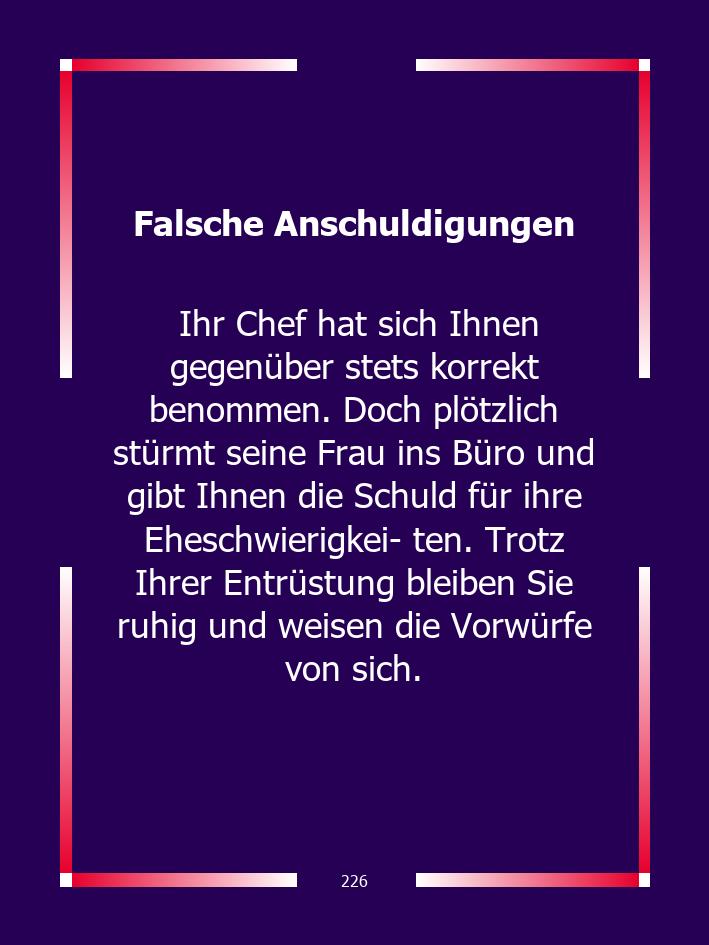 Falsche Anschuldigungen
Ihr Chef hat sich Ihnen
gegenüber stets korrekt
benommen. Doch plötzlich
stürmt seine Frau ins Büro und
gibt Ihnen die Schuld für ihre
Eheschwierigkei- ten. Trotz
Ihrer Entrüstung bleiben Sie
ruhig und weisen die Vorwürfe
von sich.
226